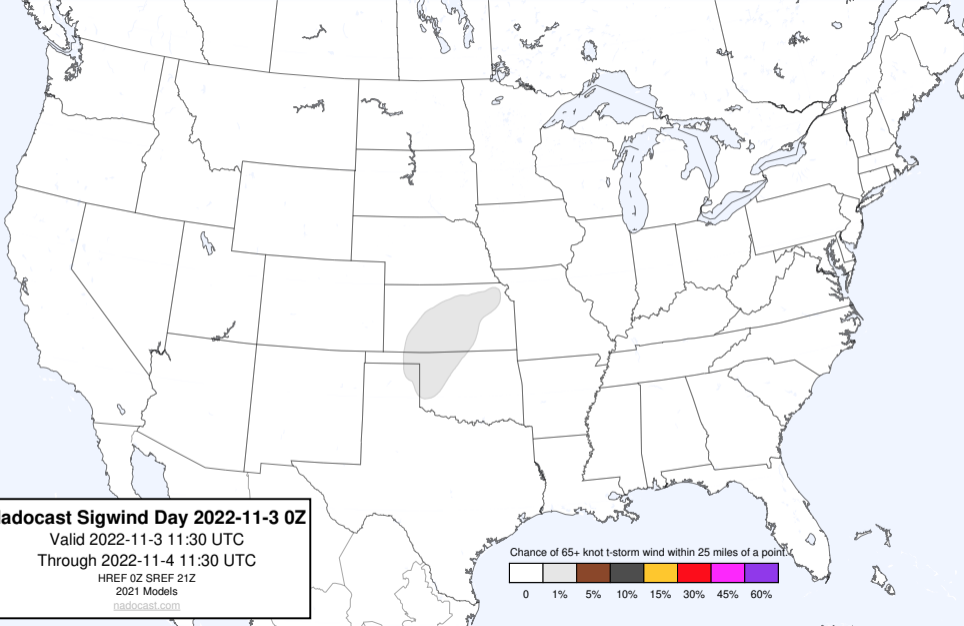 adocast Sigwind Day 2022-11-3 0Z
Valid 2022-11-3 11:30 UTC
Through 2022-11-4 11:30 UTC
HREF 0Z SREF 21Z
2021 Models
nadocast.com
Chance of 65+ knot t-storm wind within 25 miles of a point.
0 1% 5% 10% 15% 30% 45% 60%